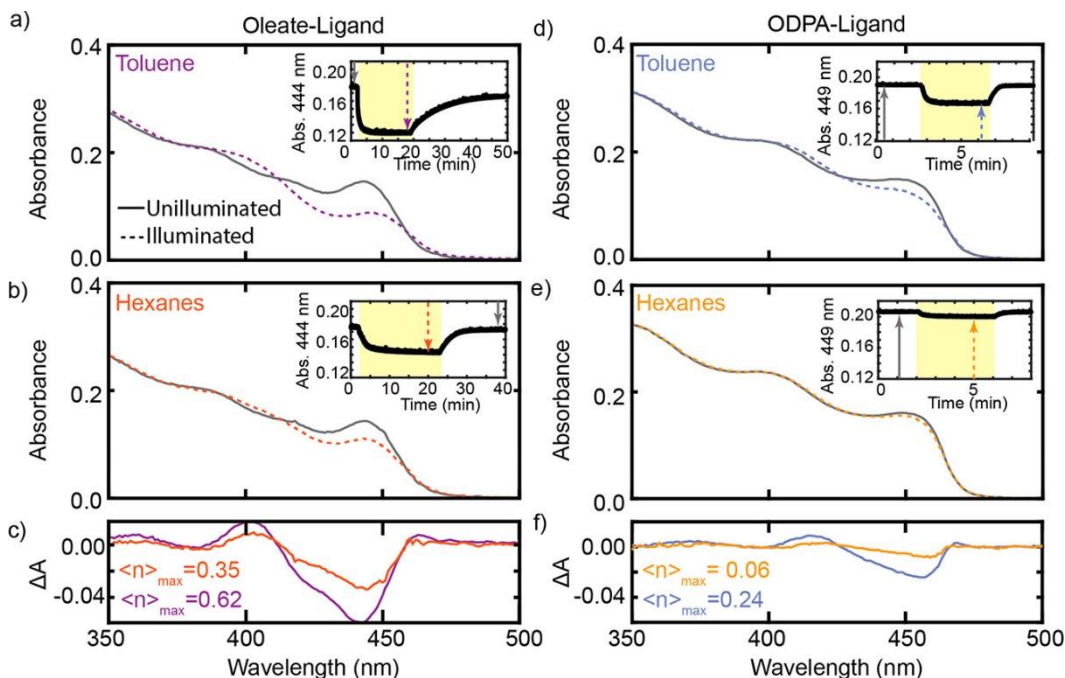 Oleate-Ligand
ODPA-Ligand
a)
Toluene
Absorbance
0.4
0.2
0.0
Unilluminated
Illuminated
Abs. 444 nm
0.20
0.16
0.12
0 10 20 30 40 50
Time (min)
d)
Toluene
Absorbance
0.4
0.2
0.0
Abs. 449 nm
0.20
0.16
0.12
0 5
Time (min)
b)
Hexanes
Absorbance
0.4
0.2
0.0
Abs. 444 nm
0.20
0.16
0.12
0 10 20 30 40
Time (min)
e)
Hexanes
Absorbance
0.4
0.2
0.0
Abs. 449 nm
0.20
0.16
0.12
0 5
Time (min)
c)
ΔA
0.00
-0.04
<n>max=0.35
<n>max=0.62
350 400 450 500
Wavelength (nm)
f)
ΔA
0.00
-0.04
<n>max = 0.06
<n>max = 0.24
350 400 450 500
Wavelength (nm)